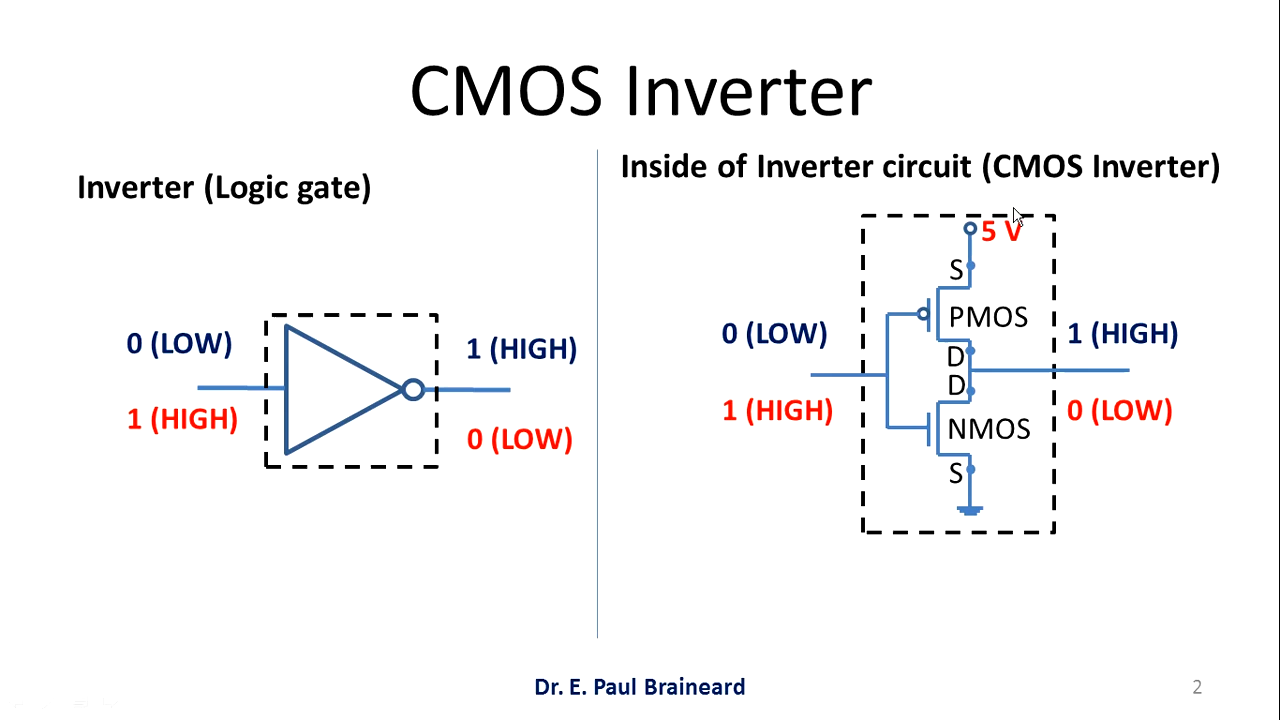 CMOS Inverter
Inverter (Logic gate)
0 (LOW)
1 (HIGH)
1 (HIGH)
0 (LOW)
Inside of Inverter circuit (CMOS Inverter)
5 V
S
PMOS
D
D
NMOS
S
0 (LOW)
1 (HIGH)
1 (HIGH)
0 (LOW)
Dr. E. Paul Braineard
2